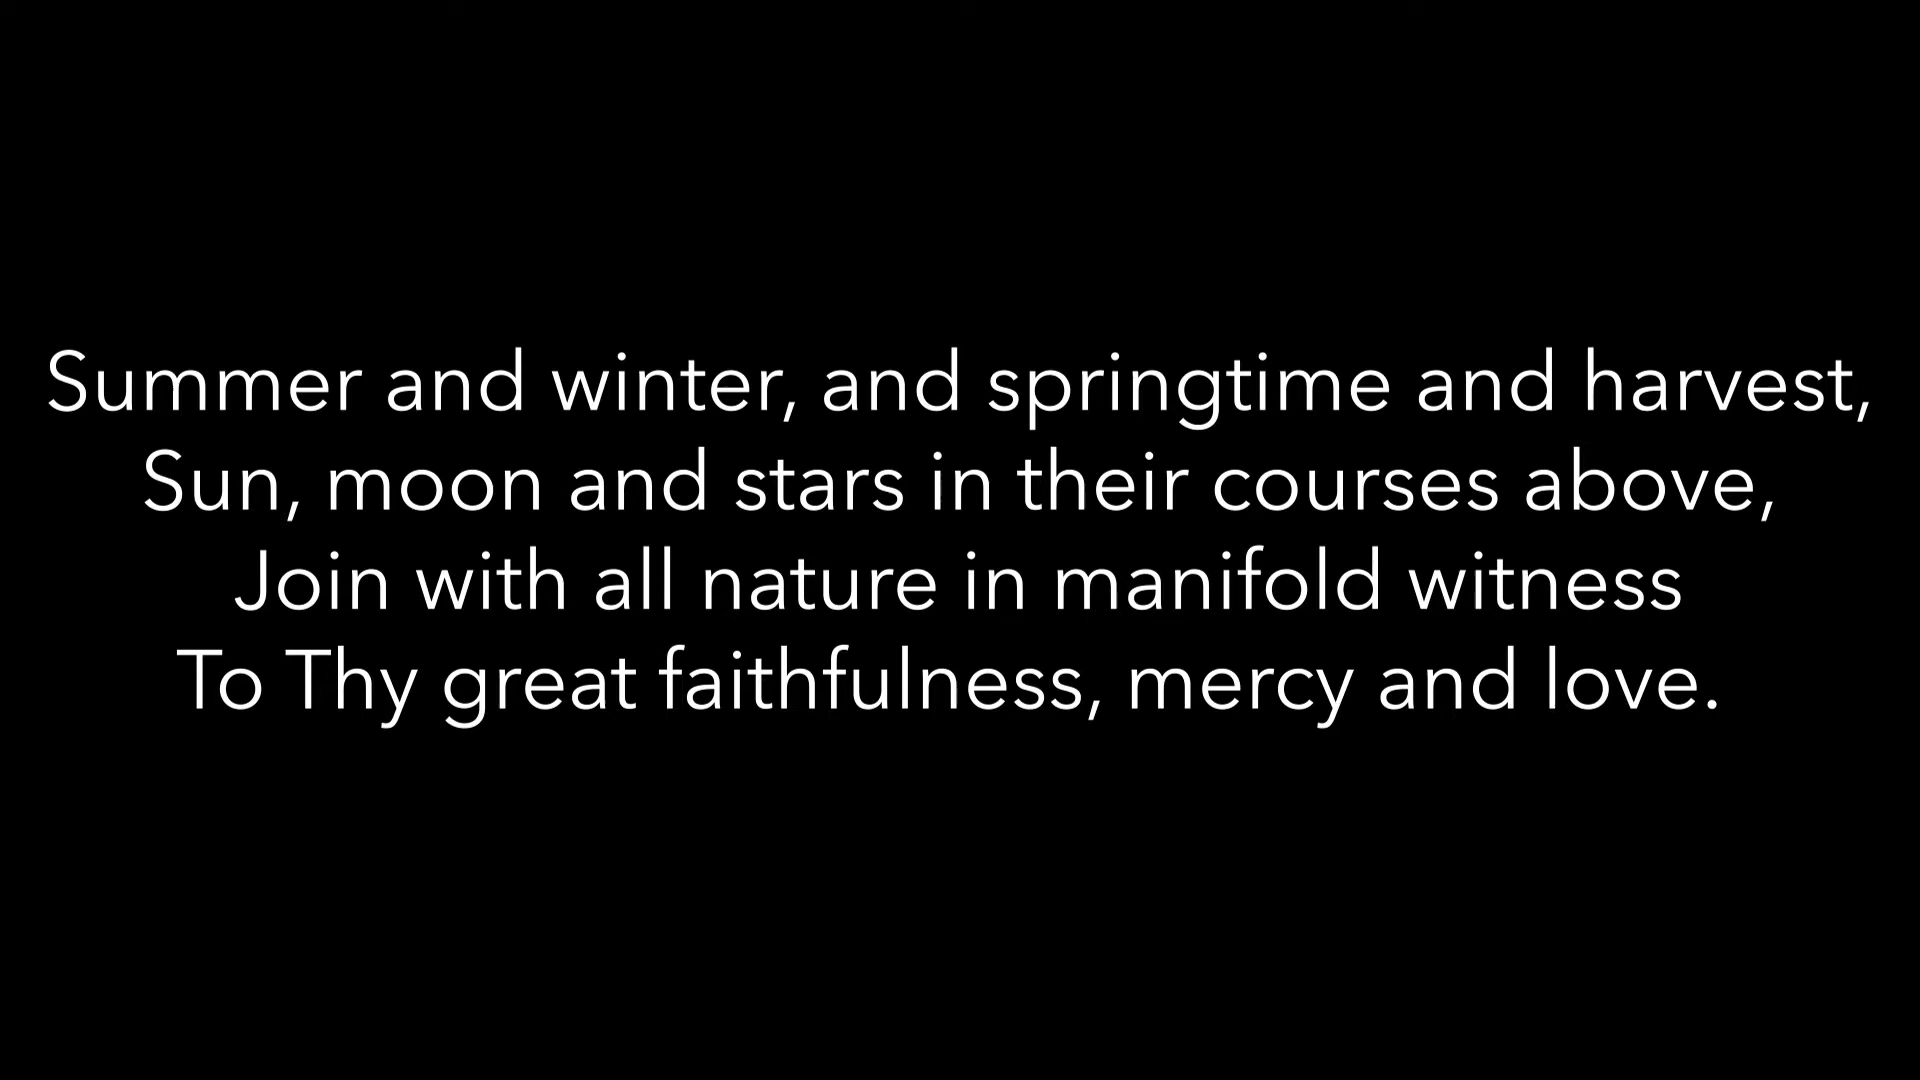 Summer and winter, and springtime and harvest,
Sun, moon and stars in their courses above,
Join with all nature in manifold witness
To Thy great faithfulness, mercy and love.